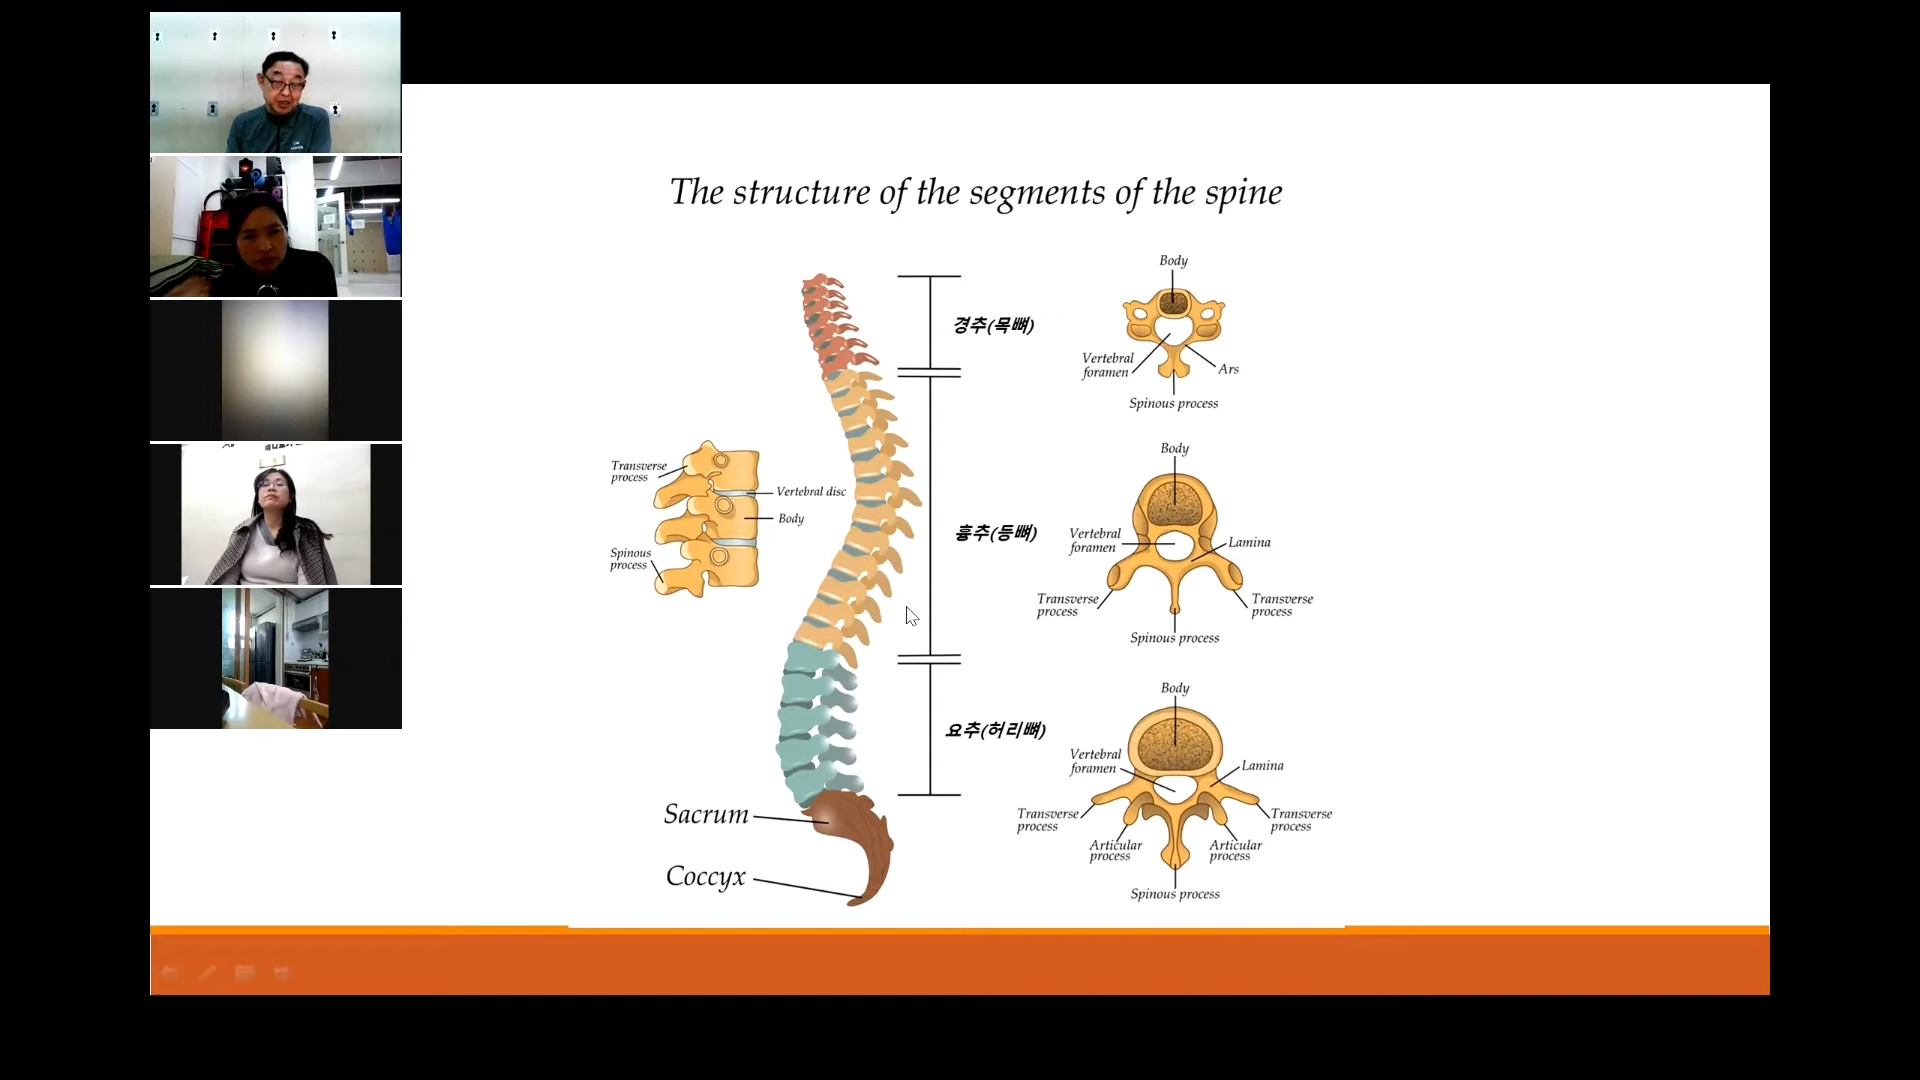 The structure of the segments of the spine
경추(목뼈)
흉추(등뼈)
요추(허리뼈)
Transverse
process
Vertebral disc
Body
Spinous
process
Sacrum
Coccyx
Body
Vertebral
foramen
Ars
Spinous process
Body
Vertebral
foramen
Lamina
Transverse
process
Transverse
process
Spinous process
Body
Vertebral
foramen
Lamina
Transverse
process
Transverse
process
Articular
process
Articular
process
Spinous process